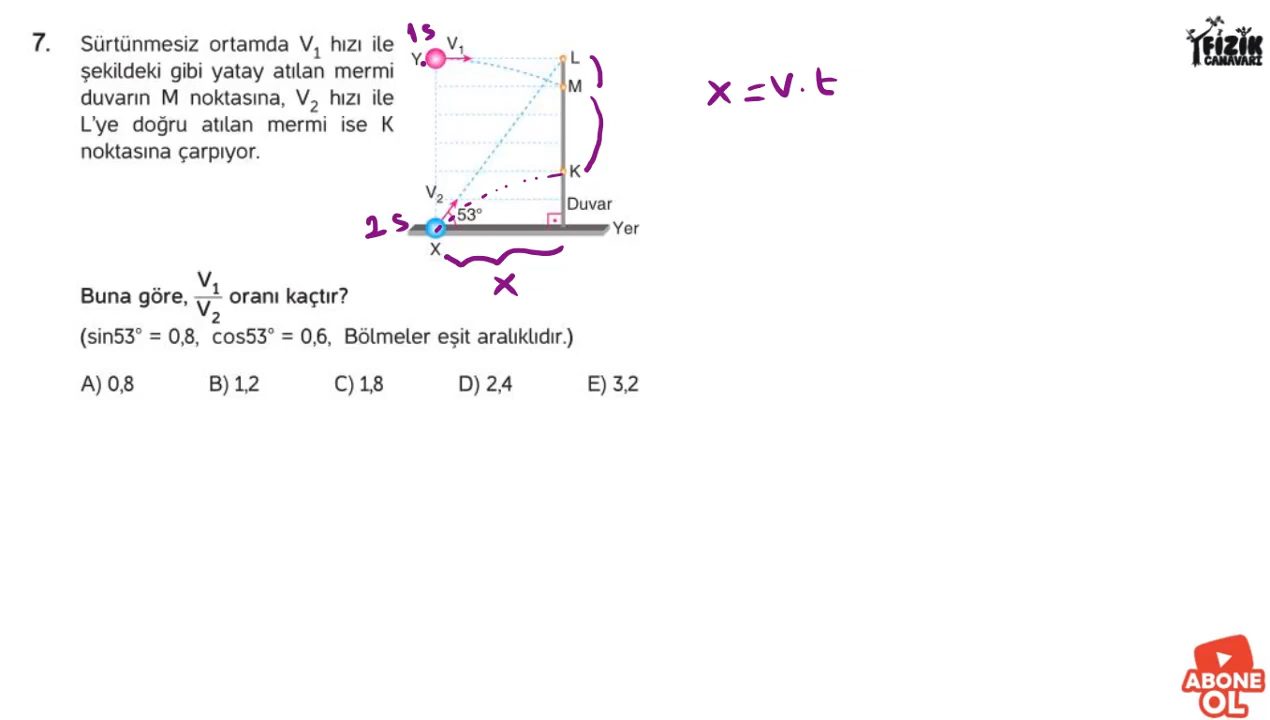 7. Sürtünmesiz ortamda V₁ hızı ile
şekildeki gibi yatay atılan mermi
duvarın M noktasına, V₂ hızı ile
L'ye doğru atılan mermi ise K
noktasına çarpıyor.
1s
V₁
Y
L
M
K
V₂
53°
Duvar
2s
Yer
X
x
x = v.t
FİZİK
CANAVARI
Buna göre, V₁/V₂ oranı kaçtır?
(sin53° = 0,8, cos53° = 0,6, Bölmeler eşit aralıklıdır.)
A) 0,8 B) 1,2 C) 1,8 D) 2,4 E) 3,2
ABONE
OL